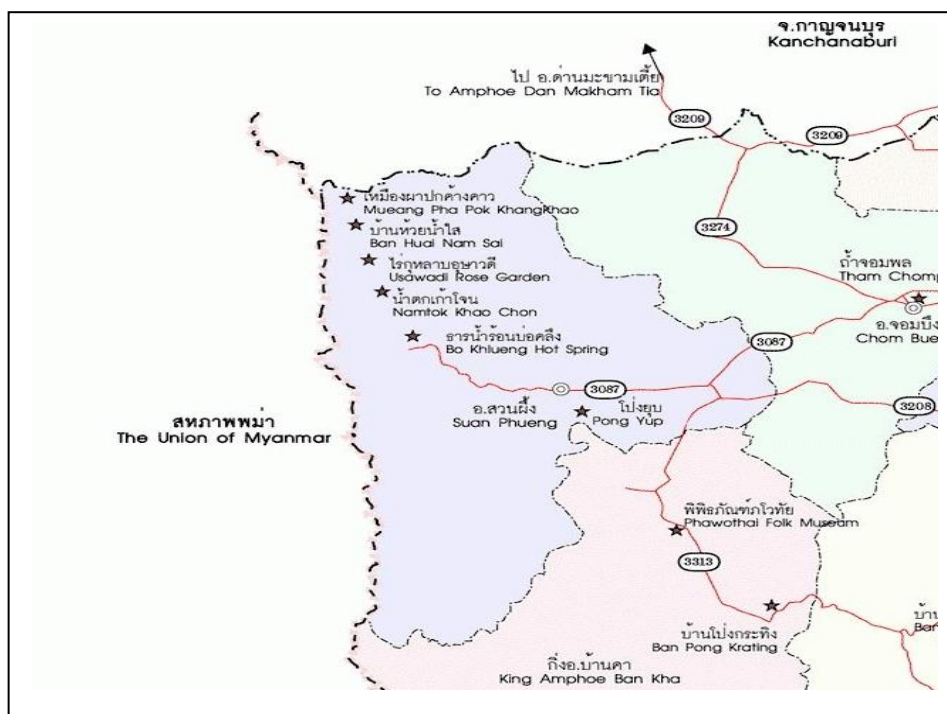 จ.กาญจนบุร
Kanchanaburi
ไป อ.ด่านมะขามเตี้ย
To Amphoe Dan Makham Tia
3209
3209
เหมืองผาปกค้างคาว
Mueang Pha Pok KhangKhao
บ้านห้วยน้ำใส
Ban Huai Nam Sai
3274
ไร่กุหลาบอุษาวดี
Usawadi Rose Garden
ถ้ำจอมพล
Tham Chomp
น้ำตกเก้าโจน
Namtok Khao Chon
อ.จอมบึง
Chom Bue
ธารน้ำร้อนบ่อคลึง
Bo Khlueng Hot Spring
3087
3087
อ.สวนผึ้ง
Suan Phueng
โป่งยุบ
Pong Yup
3208
สหภาพพม่า
The Union of Myanmar
พิพิธภัณฑ์ภโวทัย
Phawothai Folk Museam
3313
บ้านโป่งกระทิง
Ban Pong Krating
บ้าน
Ban
กิ่งอ.บ้านคา
King Amphoe Ban Kha